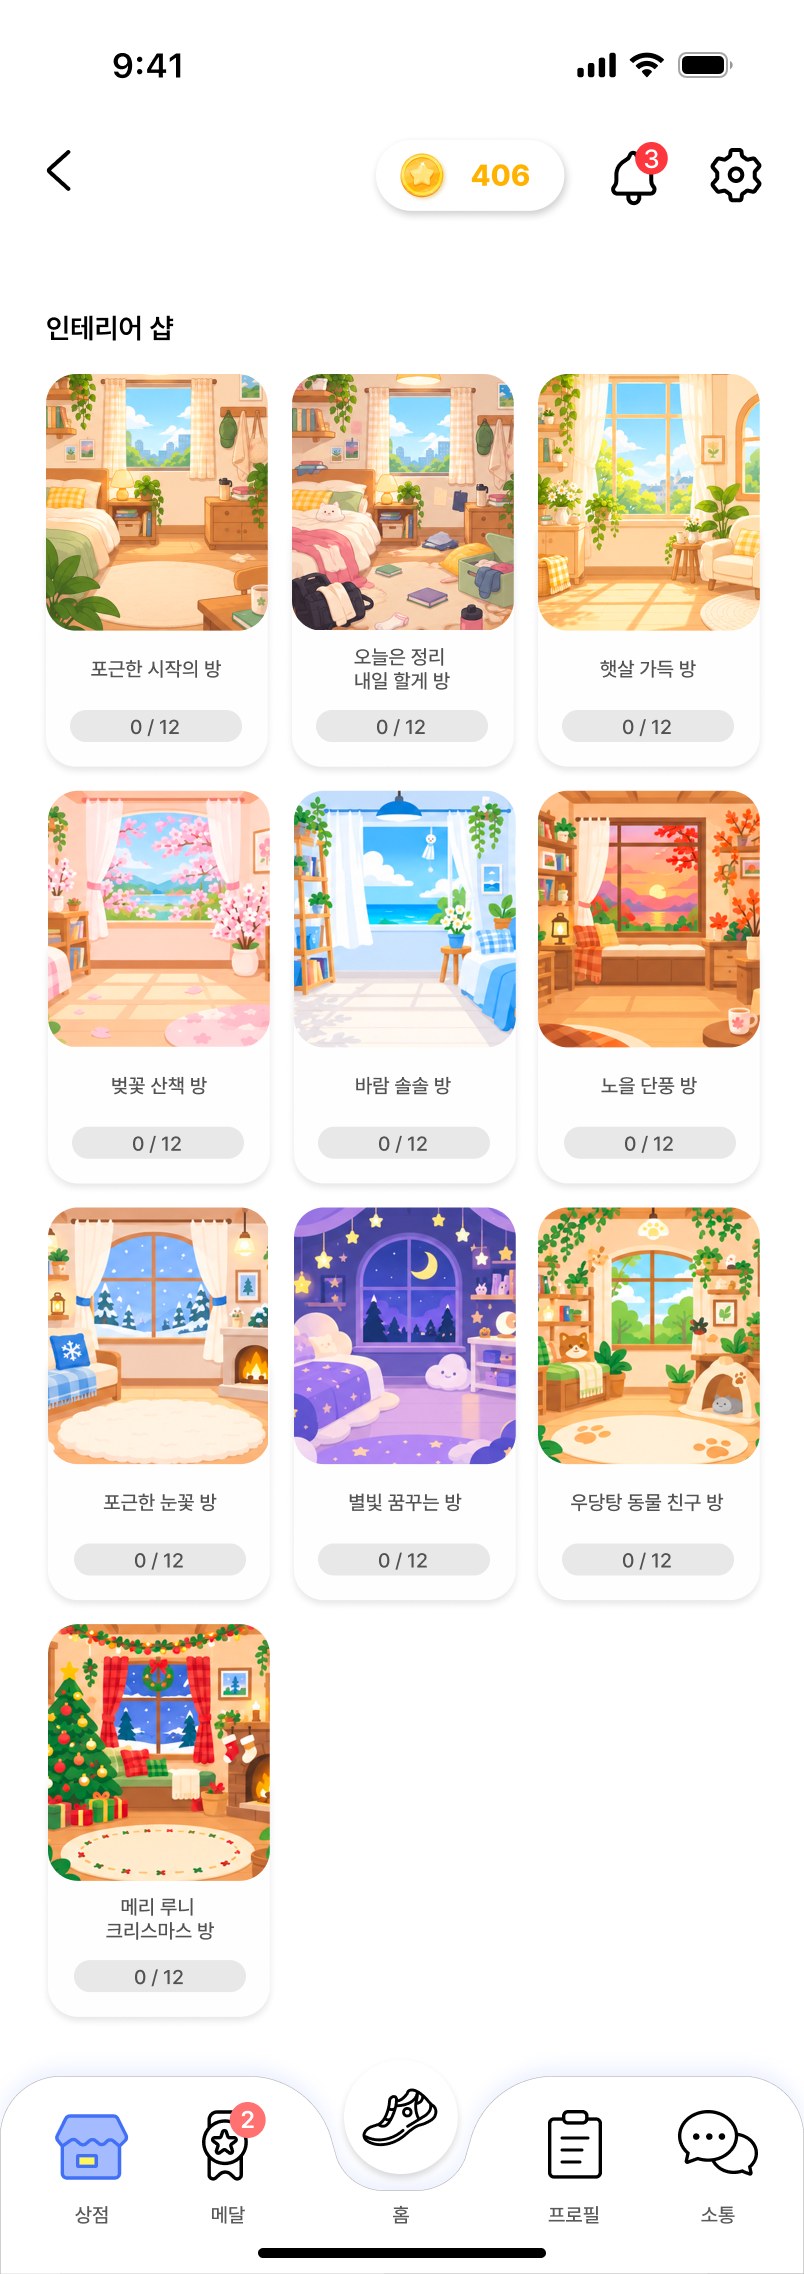 9:41
406
3
인테리어 샵
포근한 시작의 방
0 / 12
오늘은 정리
내일 할게 방
0 / 12
햇살 가득 방
0 / 12
벚꽃 산책 방
0 / 12
바람 솔솔 방
0 / 12
노을 단풍 방
0 / 12
포근한 눈꽃 방
0 / 12
별빛 꿈꾸는 방
0 / 12
우당탕 동물 친구 방
0 / 12
메리 루니
크리스마스 방
0 / 12
상점
2
메달
홈
프로필
소통